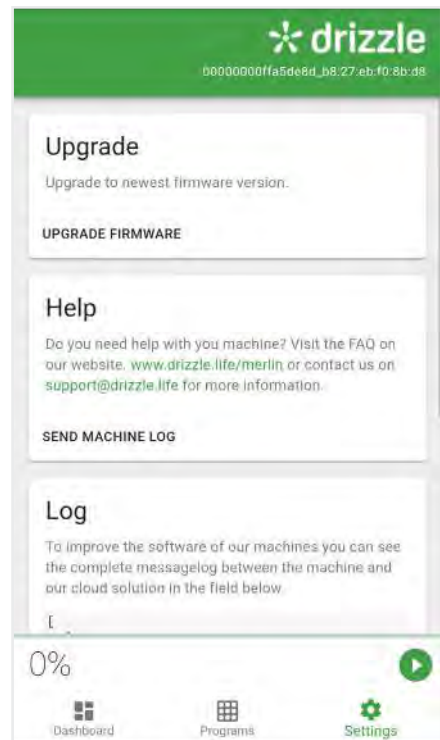 drizzle
00000000ffa5de8d_b8:27:eb:f0:8b:d8
Upgrade
Upgrade to newest firmware version.
UPGRADE FIRMWARE
Help
Do you need help with you machine? Visit the FAQ on
our website. www.drizzle.life/merlin or contact us on
support@drizzle.life for more information.
SEND MACHINE LOG
Log
To improve the software of our machines you can see
the complete messagelog between the machine and
our cloud solution in the field below
[
0%
Dashboard
Programs
Settings